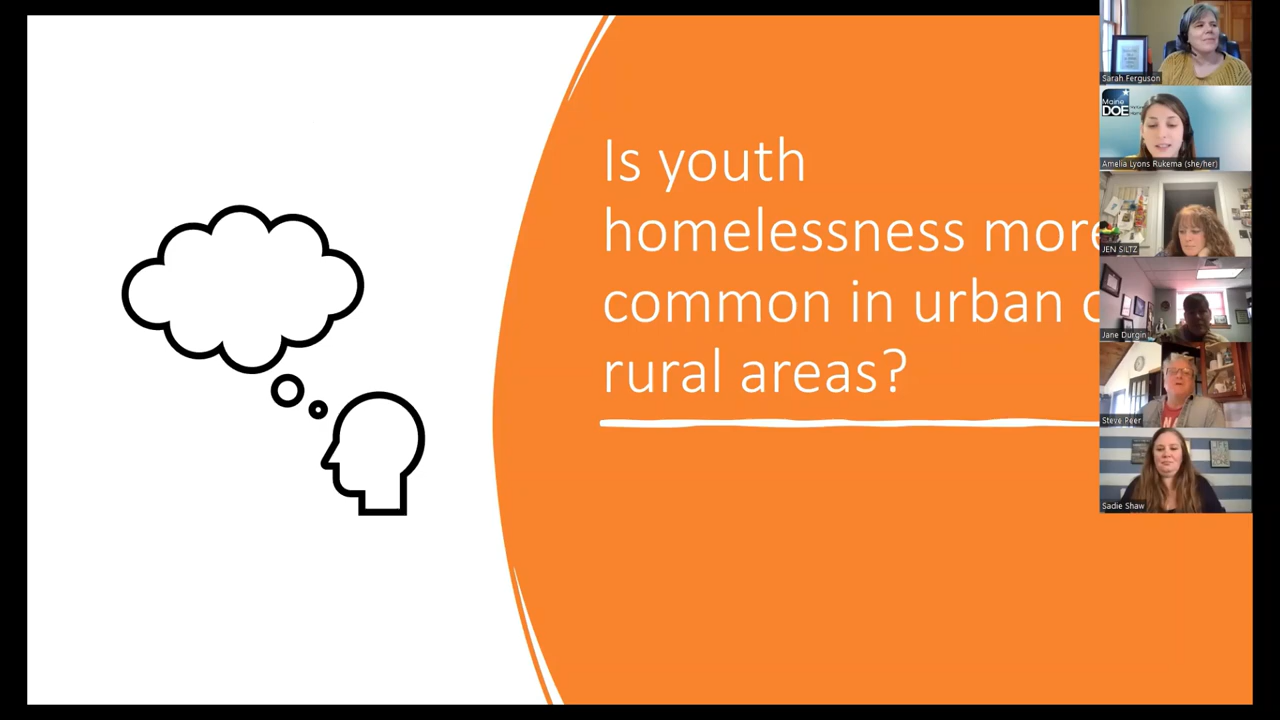 Is youth
homelessness more
common in urban o
rural areas?
Sarah Ferguson
Maine
DOE
Amelia Lyons Rukema (she/her)
JEN SILTZ
Jane Durgin
Steve Peer
Sadie Shaw